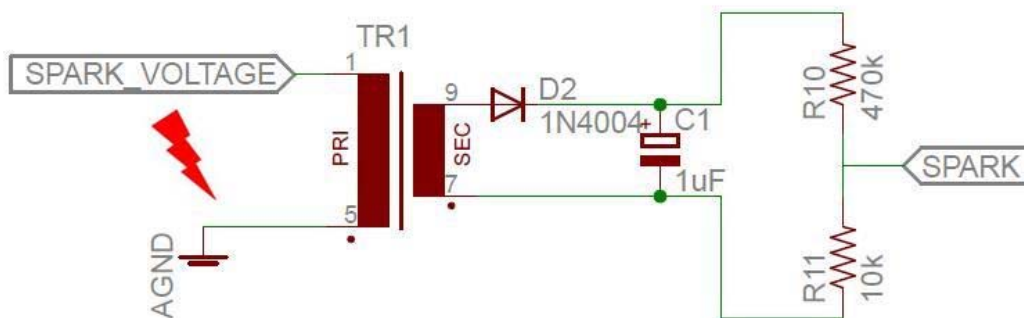 TR1
SPARK_VOLTAGE
1
PRI
5
AGND
9
SEC
7
D2
1N4004
+
C1
1uF
R10
470k
SPARK
R11
10k